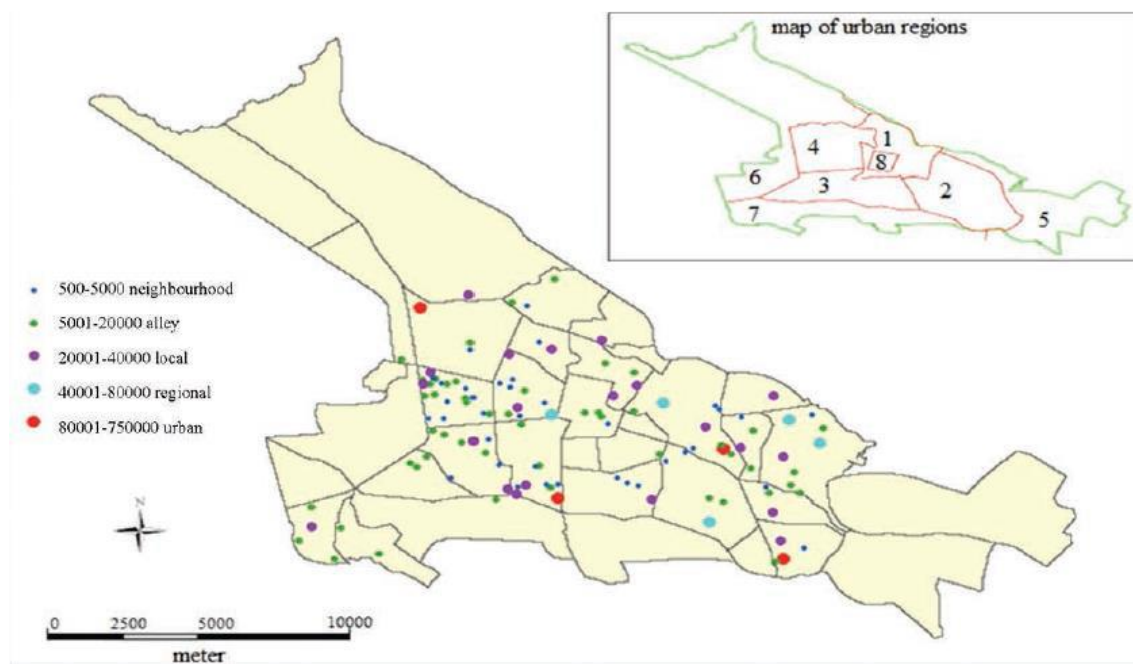 map of urban regions
1
4
8
6
3
2
7
5
500-5000 neighbourhood
5001-20000 alley
20001-40000 local
40001-80000 regional
80001-750000 urban
N
0 2500 5000 10000
meter